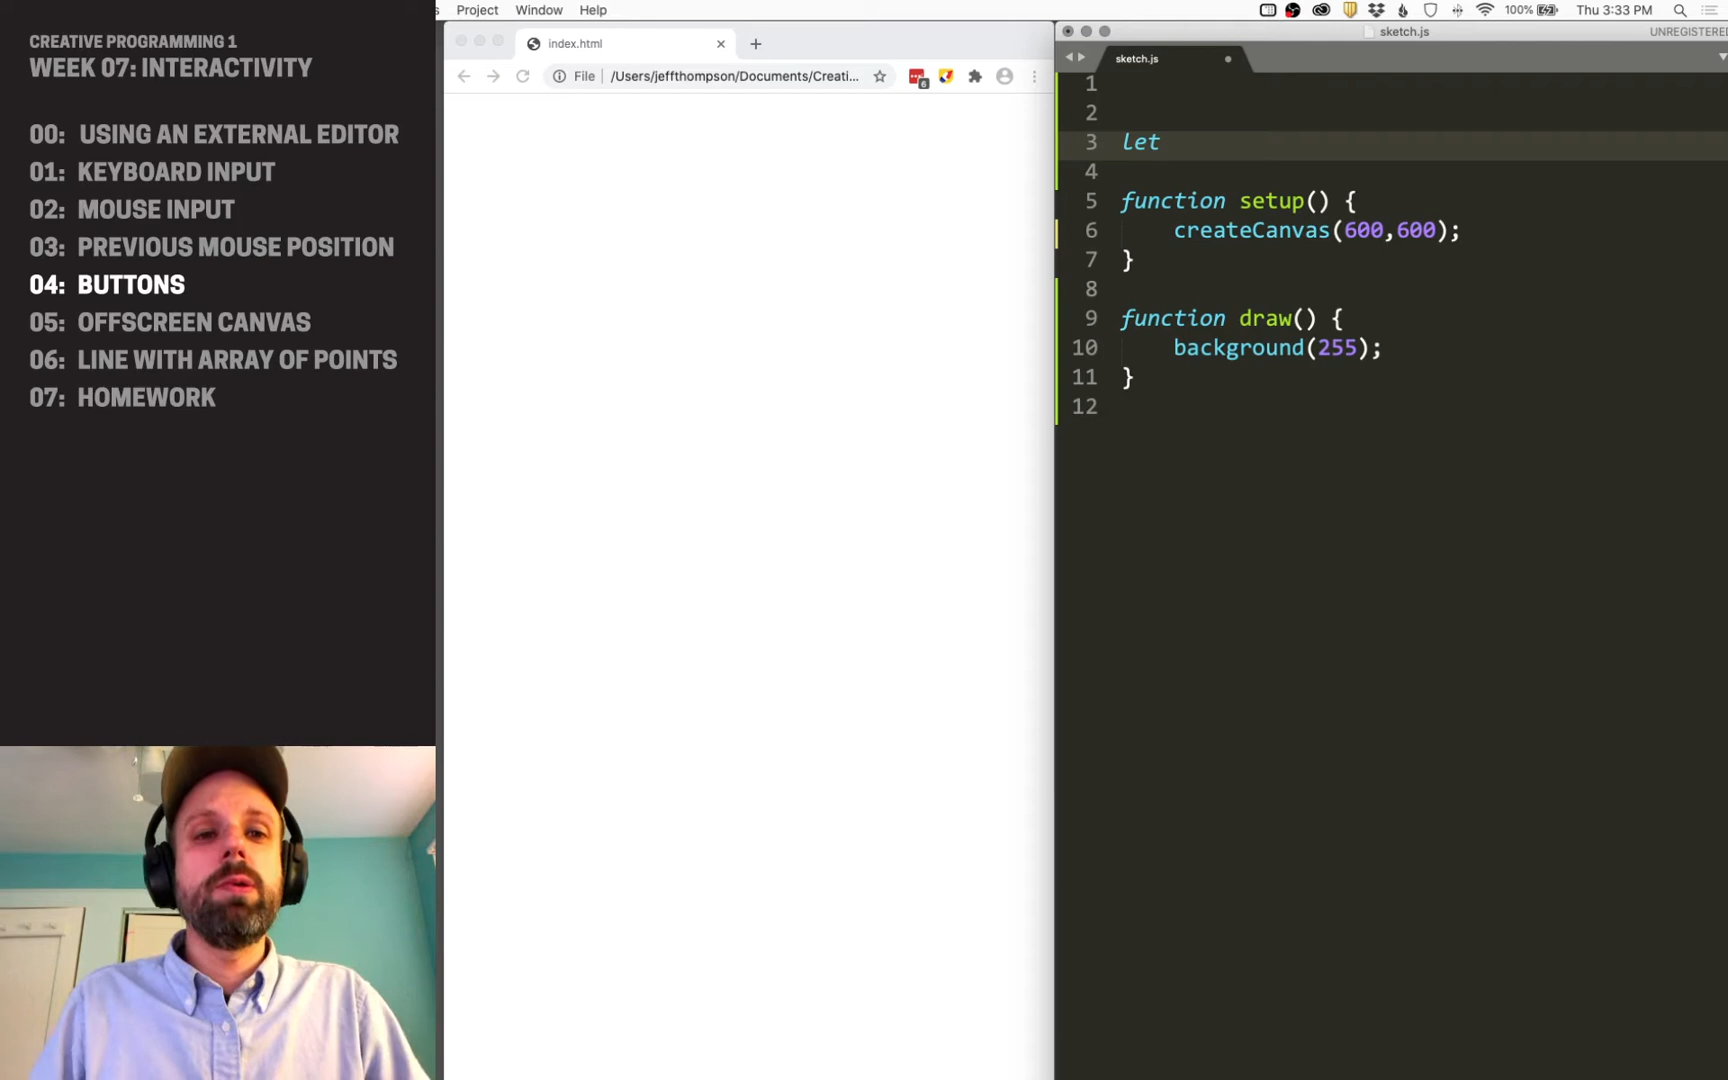 CREATIVE PROGRAMMING 1
WEEK 07: INTERACTIVITY
00: USING AN EXTERNAL EDITOR
01: KEYBOARD INPUT
02: MOUSE INPUT
03: PREVIOUS MOUSE POSITION
04: BUTTONS
05: OFFSCREEN CANVAS
06: LINE WITH ARRAY OF POINTS
07: HOMEWORK
Project Window Help
100% Thu 3:33 PM
index.html
File /Users/jeffthompson/Documents/Creati...
6
sketch.js
UNREGISTERED
sketch.js
1
2
3 let
4
5 function setup() {
6 createCanvas(600,600);
7 }
8
9 function draw() {
10 background(255);
11 }
12